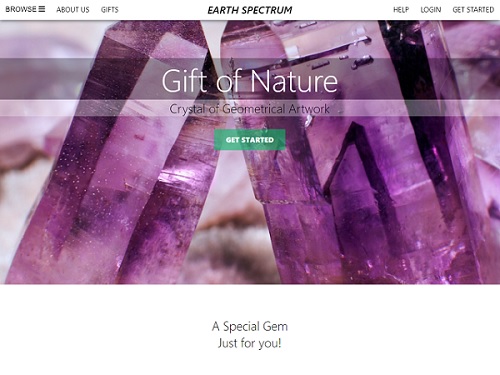 BROWSE ABOUT US GIFTS EARTH SPECTRUM HELP LOGIN GET STARTED
Gift of Nature
Crystal of Geometrical Artwork
GET STARTED
A Special Gem
Just for you!